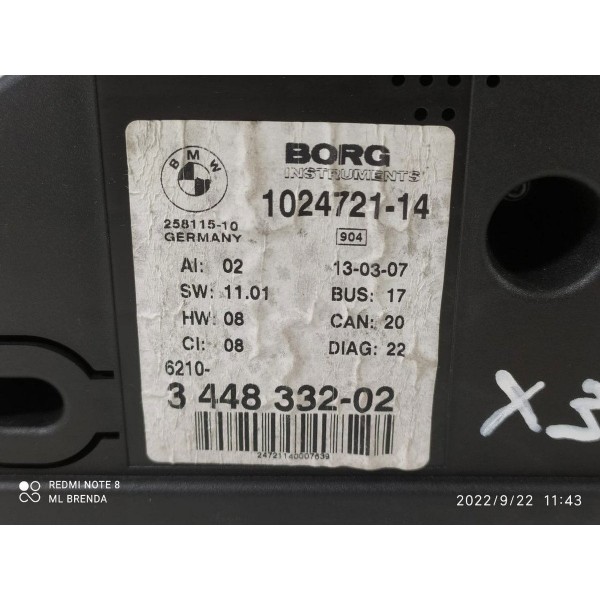 BMW
BORG
INSTRUMENTS
1024721-14
258115-10
GERMANY
904
AI: 02
13-03-07
SW: 11.01
BUS: 17
HW: 08
CAN: 20
CI: 08
DIAG: 22
6210-
3 448 332-02
24721140007639
X3
REDMI NOTE 8
ML BRENDA
2022/9/22 11:43